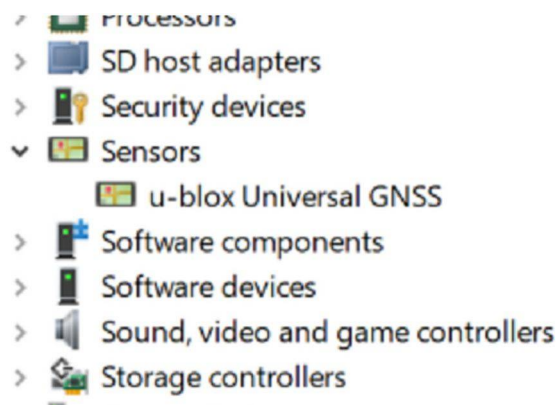 Processors
SD host adapters
Security devices
Sensors
u-blox Universal GNSS
Software components
Software devices
Sound, video and game controllers
Storage controllers